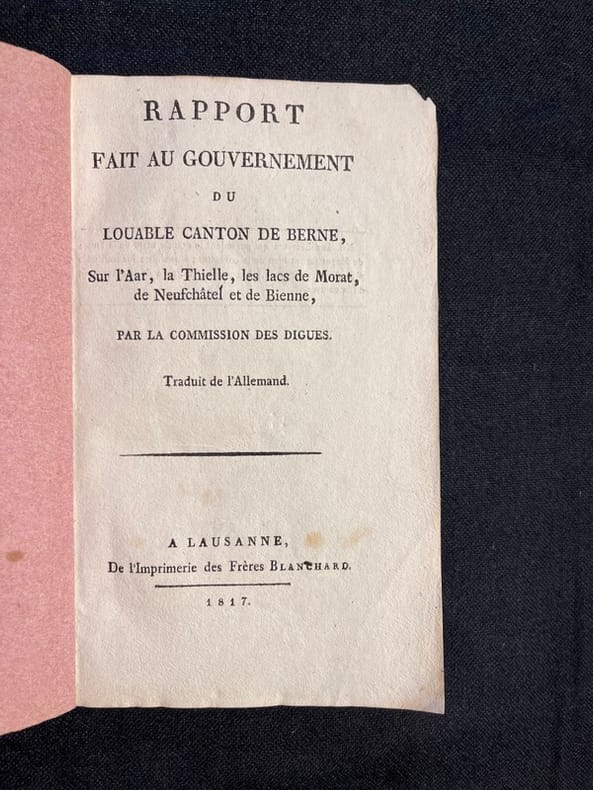 RAPPORT
FAIT AU GOUVERNEMENT
DU
LOUABLE CANTON DE BERNE,
Sur l'Aar, la Thielle, les lacs de Morat,
de Neufchâtel et de Bienne,
PAR LA COMMISSION DES DIGUES.
Traduit de l'Allemand.
A LAUSANNE,
De l'Imprimerie des Frères BLANCHARD.
1817.